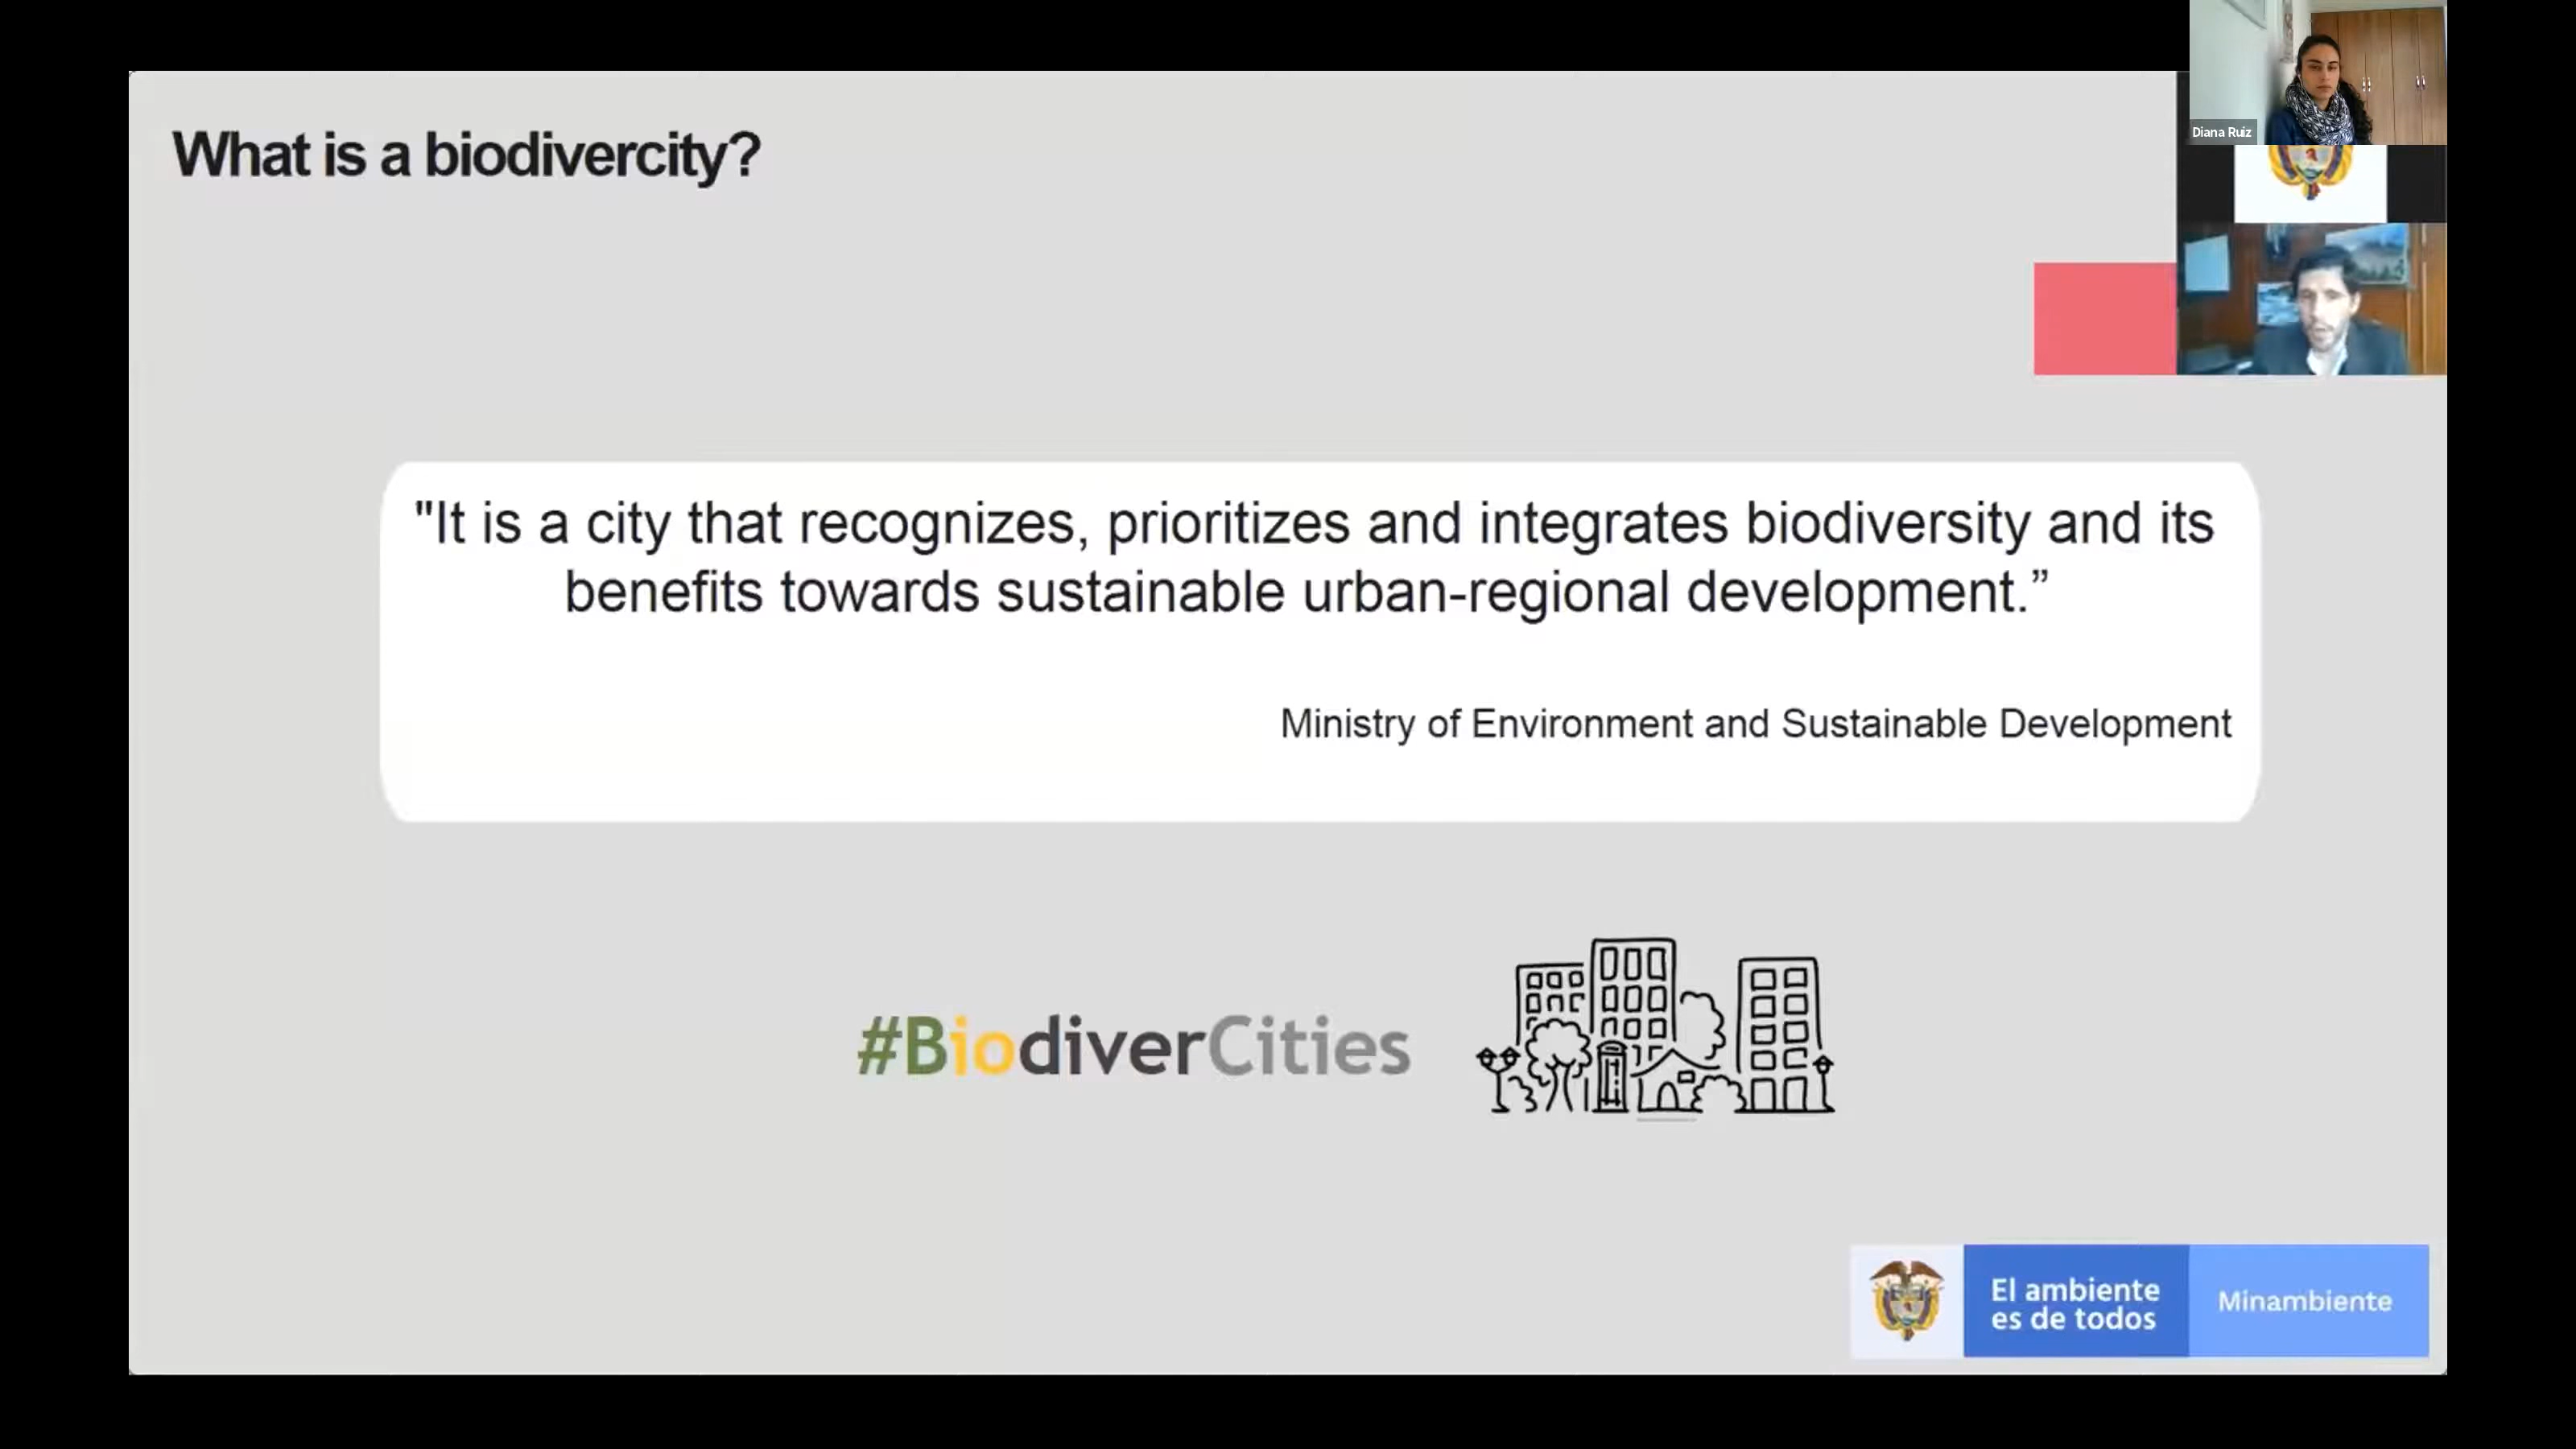 What is a biodivercity?
Diana Ruiz
"It is a city that recognizes, prioritizes and integrates biodiversity and its
benefits towards sustainable urban-regional development.”
Ministry of Environment and Sustainable Development
#BiodiverCities
El ambiente
es de todos
Minambiente